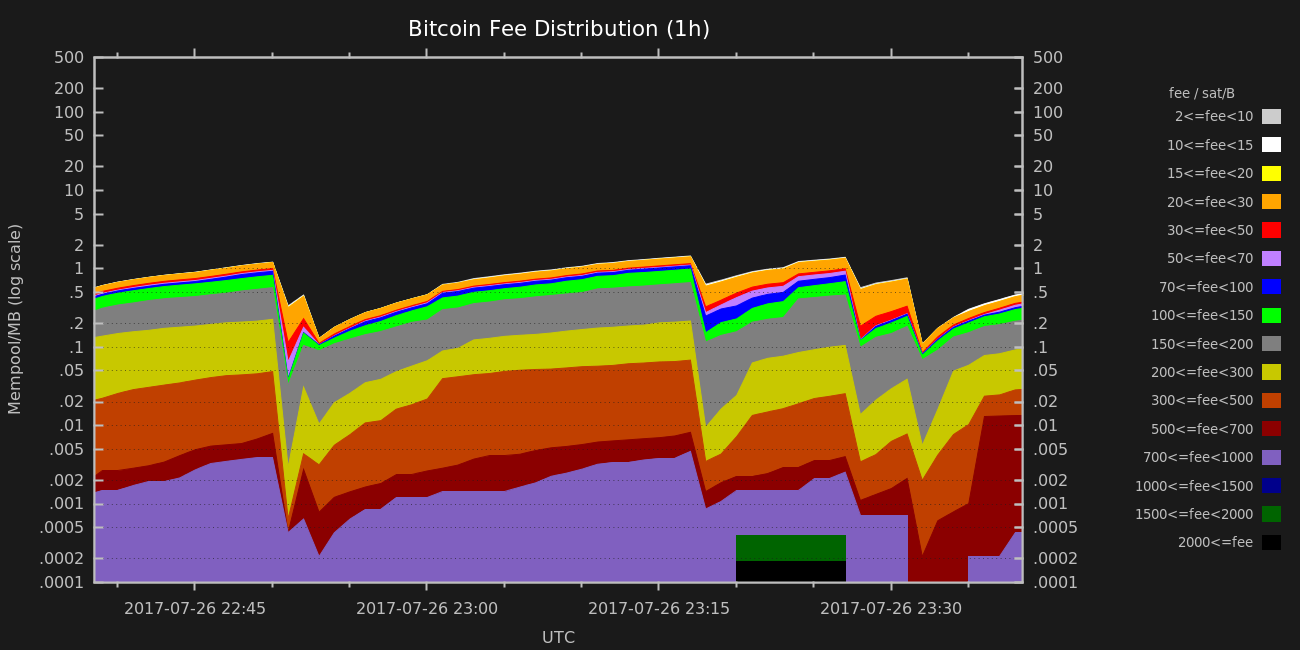 Bitcoin Fee Distribution (1h)
500
200
100
50
20
10
5
2
1
.5
.2
.1
.05
.02
.01
.005
.002
.001
.0005
.0002
.0001
Mempool/MB (log scale)
500
200
100
50
20
10
5
2
1
.5
.2
.1
.05
.02
.01
.005
.002
.001
.0005
.0002
.0001
2017-07-26 22:45
2017-07-26 23:00
2017-07-26 23:15
2017-07-26 23:30
UTC
fee / sat/B
2<=fee<10
10<=fee<15
15<=fee<20
20<=fee<30
30<=fee<50
50<=fee<70
70<=fee<100
100<=fee<150
150<=fee<200
200<=fee<300
300<=fee<500
500<=fee<700
700<=fee<1000
1000<=fee<1500
1500<=fee<2000
2000<=fee